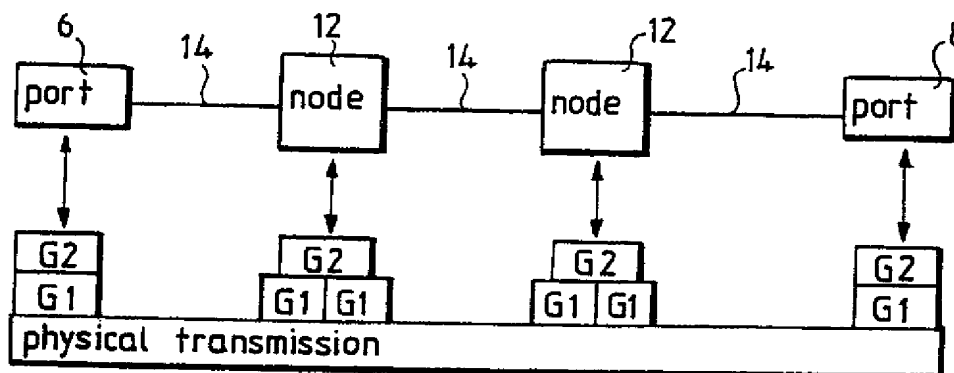 6 14 12 14 12 14
port node node port
G2 G2 G2 G2
G1 G1 G1 G1 G1 G1
physical transmission